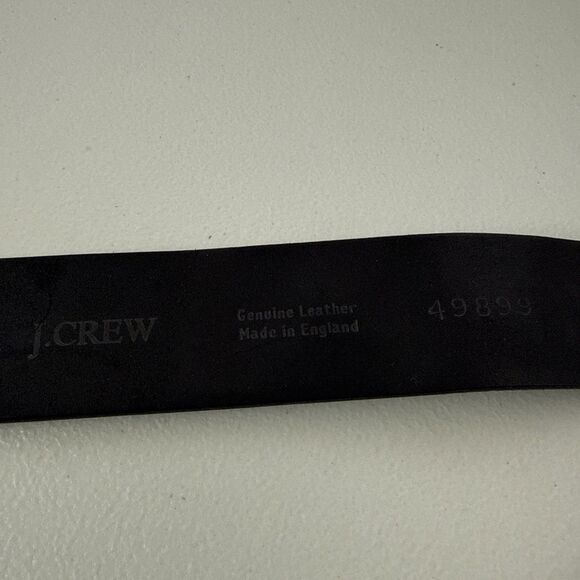 J.CREW
Genuine Leather
Made in England
49899